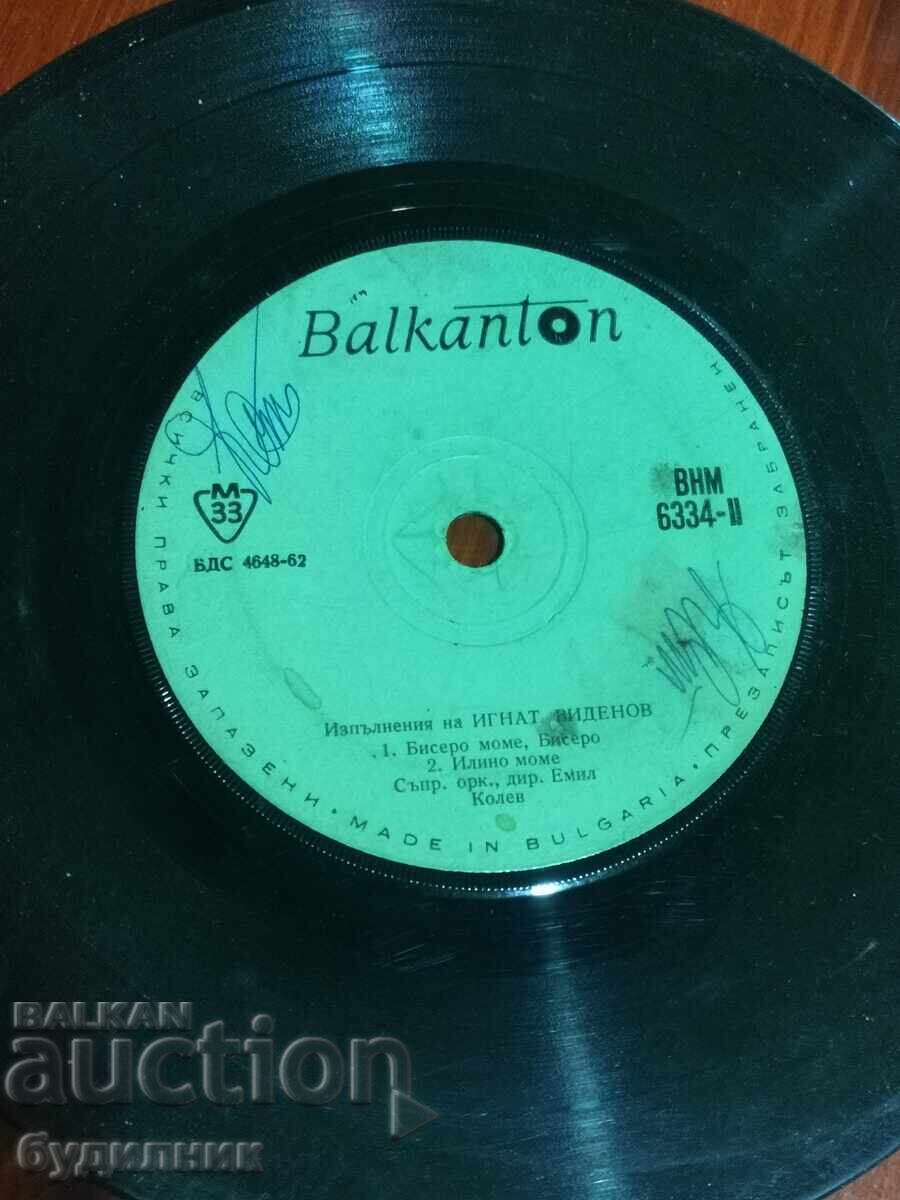 Balkanton
М
33
БДС 4648-62
ВНМ
6334-II
Изпълнения на ИГНАТ ВИДЕНОВ
1. Бисеро моме, Бисеро
2. Илино моме
Съпр. орк., дир. Емил
Колев
ВСИЧКИ ПРАВА ЗАПАЗЕНИ • MADE IN BULGARIA • ПРЕЗАПИСЪТ ЗАБРАНЕН
BALKAN
auction
будилник